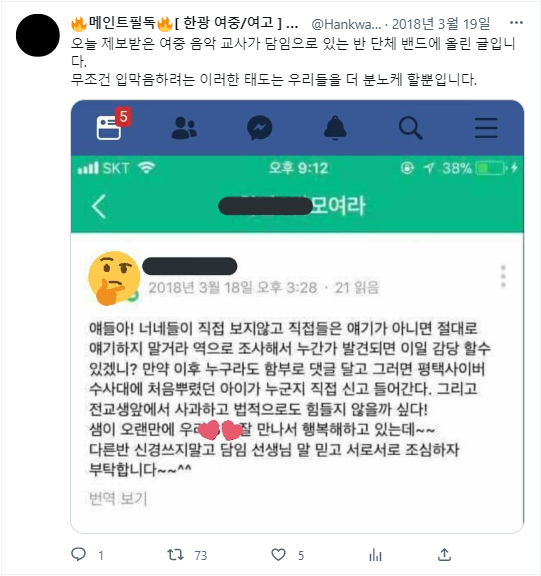 🔥메인트필독🔥[ 한광 여중/여고 ] ... @Hankwa... · 2018년 3월 19일
오늘 제보받은 여중 음악 교사가 담임으로 있는 반 단체 밴드에 올린 글입니
다.
무조건 입막음하려는 이러한 태도는 우리들을 더 분노케 할뿐입니다.
5
SKT 오후 9:12 38%
모여라
2018년 3월 18일 오후 3:28 · 21 읽음
얘들아! 너네들이 직접 보지않고 직접들은 얘기가 아니면 절대로
얘기하지 말거라 역으로 조사해서 누간가 발견되면 이일 감당 할수
있겠니? 만약 이후 누구라도 함부로 댓글 달고 그러면 평택사이버
수사대에 처음뿌렸던 아이가 누군지 직접 신고 들어간다. 그리고
전교생앞에서 사과하고 법적으로도 힘들지 않을까 싶다!
샘이 오랜만에 우리 잘 만나서 행복해하고 있는데~~
다른반 신경쓰지말고 담임 선생님 말 믿고 서로서로 조심하자
부탁합니다~~^^
번역 보기
1 73 5